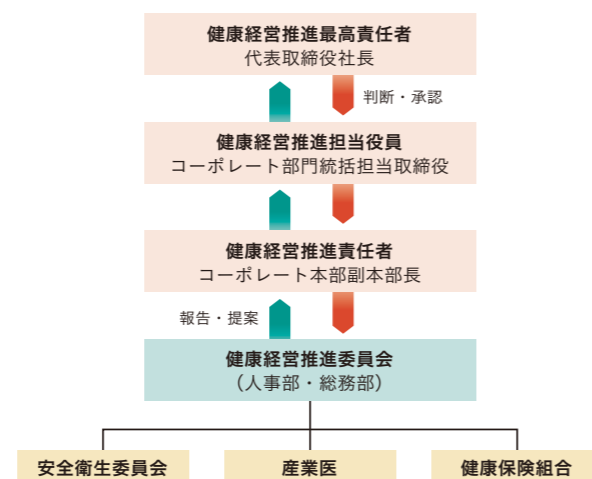 健康経営推進最高責任者
代表取締役社長
判断・承認
健康経営推進担当役員
コーポレート部門統括担当取締役
健康経営推進責任者
コーポレート本部副本部長
報告・提案
健康経営推進委員会
（人事部・総務部）
安全衛生委員会
産業医
健康保険組合